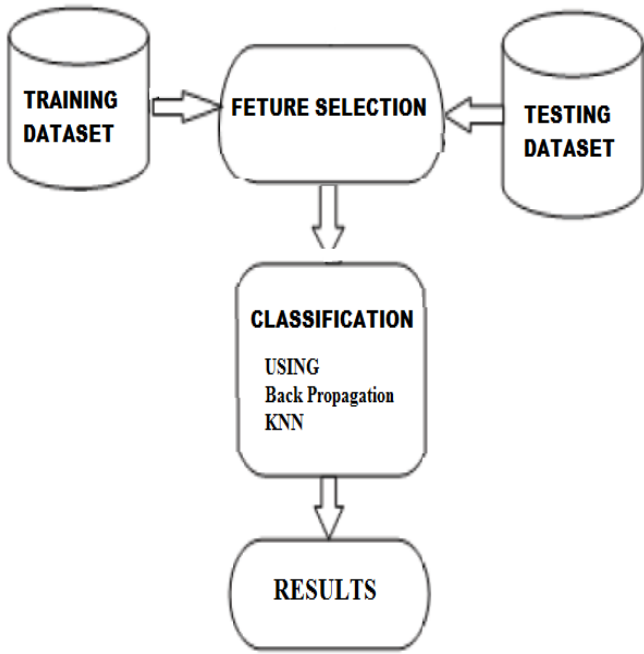 TRAINING
DATASET
FETURE SELECTION
TESTING
DATASET
CLASSIFICATION
USING
Back Propagation
KNN
RESULTS